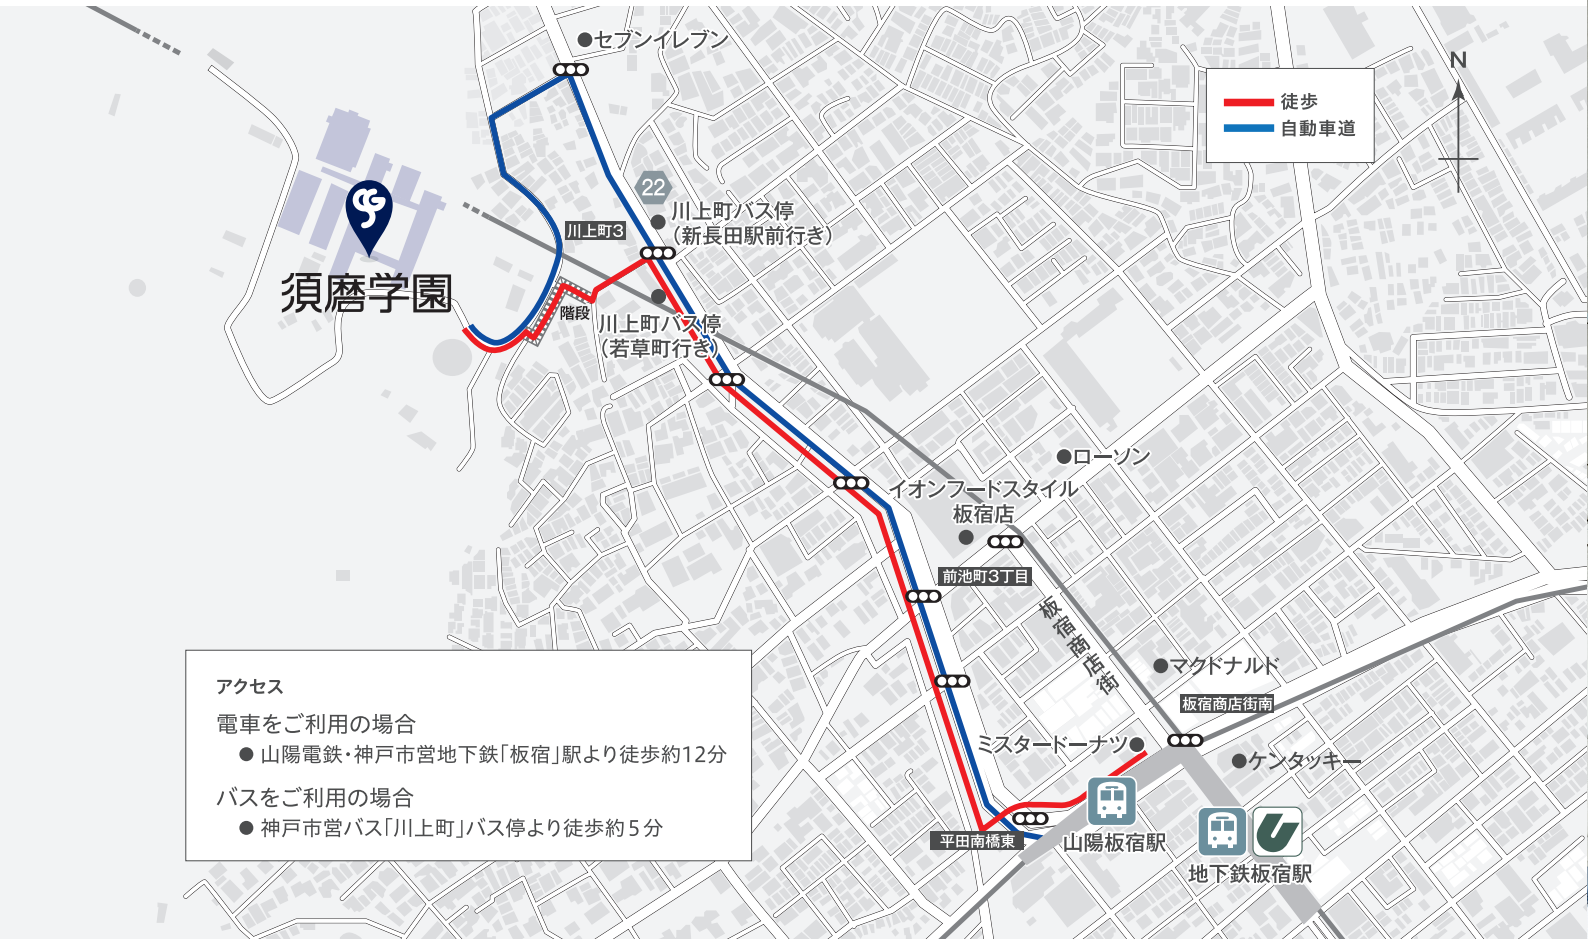 セブンイレブン
N
徒歩
自動車道
22
川上町バス停
(新長田駅前行き)
川上町3
須磨学園
階段
川上町バス停
(若草町行き)
ローソン
イオンフードスタイル
板宿店
前池町3丁目
板宿商店街
マクドナルド
板宿商店街南
ミスタードーナツ
ケンタッキー
平田南橋東
山陽板宿駅
地下鉄板宿駅
アクセス
電車をご利用の場合
● 山陽電鉄・神戸市営地下鉄「板宿」駅より徒歩約12分
バスをご利用の場合
● 神戸市営バス「川上町」バス停より徒歩約5分